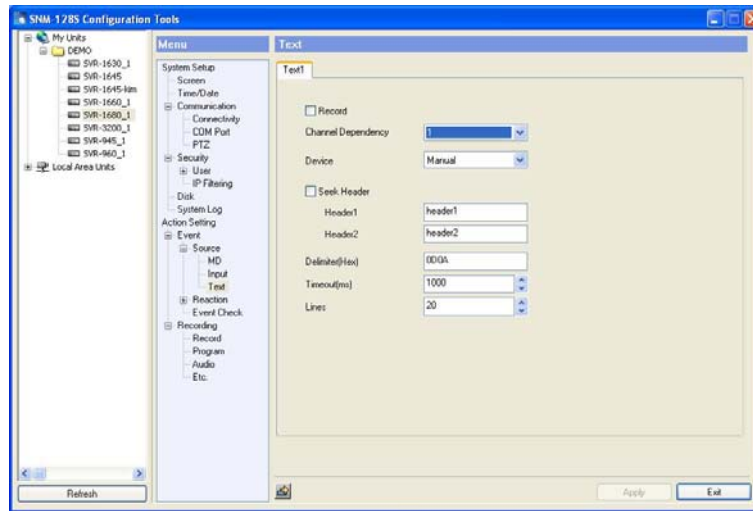 SNM-128S Configuration Tools
My Units
DEMO
SVR-1630_1
SVR-1645
SVR-1645-kim
SVR-1660_1
SVR-1680_1
SVR-3200_1
SVR-945_1
SVR-960_1
Local Area Units
Refresh
Menu
System Setup
Screen
Time/Date
Communication
Connectivity
COM Port
PTZ
Security
User
IP Filtering
Disk
System Log
Action Setting
Event
Source
MD
Input
Text
Reaction
Event Check
Recording
Record
Program
Audio
Etc.
Text
Text1
Record
Channel Dependency
1
Device
Manual
Seek Header
Header1
header1
Header2
header2
Delimiter(Hex)
0D0A
Timeout(ms)
1000
Lines
20
Apply
Exit